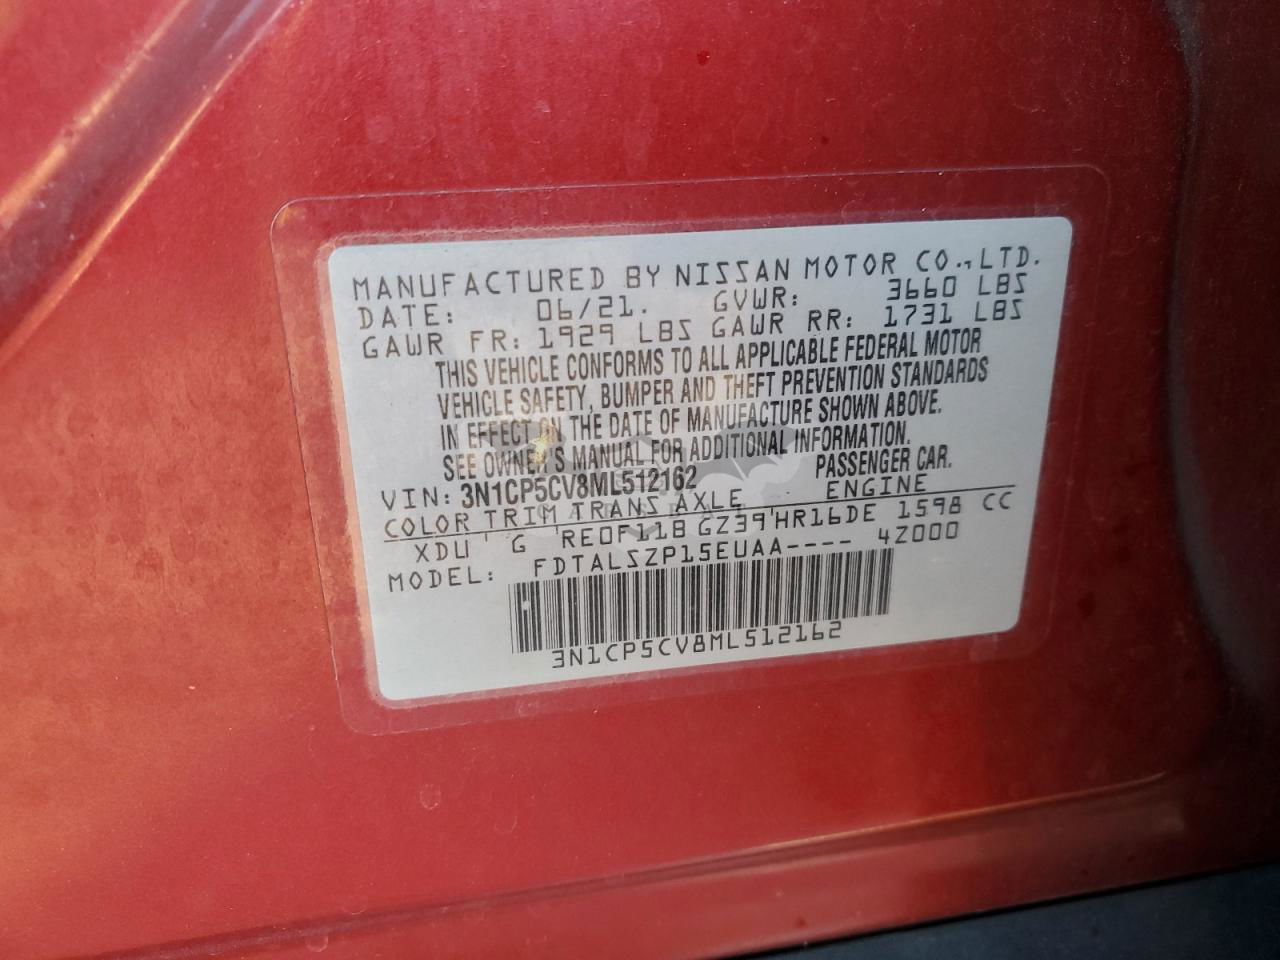 MANUFACTURED BY NISSAN MOTOR CO.,LTD.
DATE: 06/21. GVWR: 3660 LBS
GAWR FR: 1929 LBS GAWR RR: 1731 LBS
THIS VEHICLE CONFORMS TO ALL APPLICABLE FEDERAL MOTOR
VEHICLE SAFETY, BUMPER AND THEFT PREVENTION STANDARDS
IN EFFECT ON THE DATE OF MANUFACTURE SHOWN ABOVE.
SEE OWNER'S MANUAL FOR ADDITIONAL INFORMATION.
VIN: 3N1CP5CV8ML512162 PASSENGER CAR.
COLOR TRIM TRANS AXLE ENGINE
XDU G RE0F11B GZ39 HR16DE 1598 CC
MODEL: FDTALSZP15EUAA---- 4Z000
3N1CP5CV8ML512162